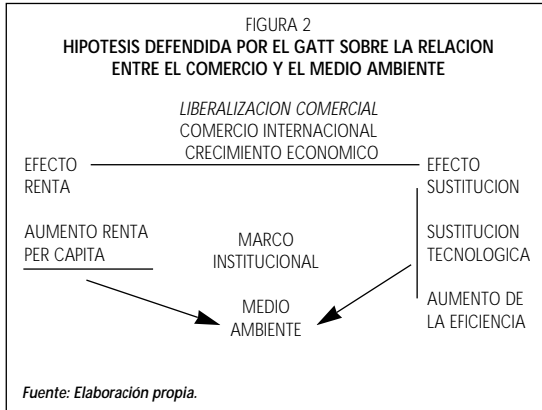 FIGURA 2
HIPOTESIS DEFENDIDA POR EL GATT SOBRE LA RELACION
ENTRE EL COMERCIO Y EL MEDIO AMBIENTE
LIBERALIZACION COMERCIAL
COMERCIO INTERNACIONAL
CRECIMIENTO ECONOMICO
EFECTO
RENTA
EFECTO
SUSTITUCION
AUMENTO RENTA
PER CAPITA
MARCO
INSTITUCIONAL
SUSTITUCION
TECNOLOGICA
MEDIO
AMBIENTE
AUMENTO DE
LA EFICIENCIA
Fuente: Elaboración propia.